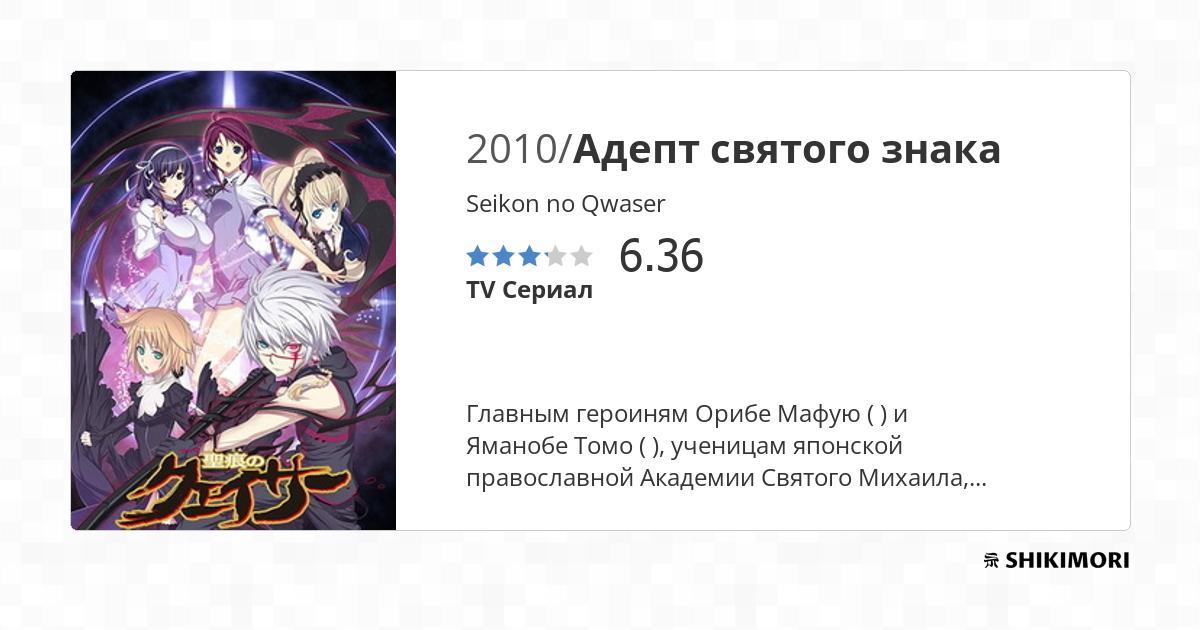 2010/Адепт святого знака
Seikon no Qwaser
6.36
TV Сериал
Главным героиням Орибе Мафую ( ) и
Яманобе Томо ( ), ученицам японской
православной Академии Святого Михаила,...
聖痕の
クェイサー
SHIKIMORI